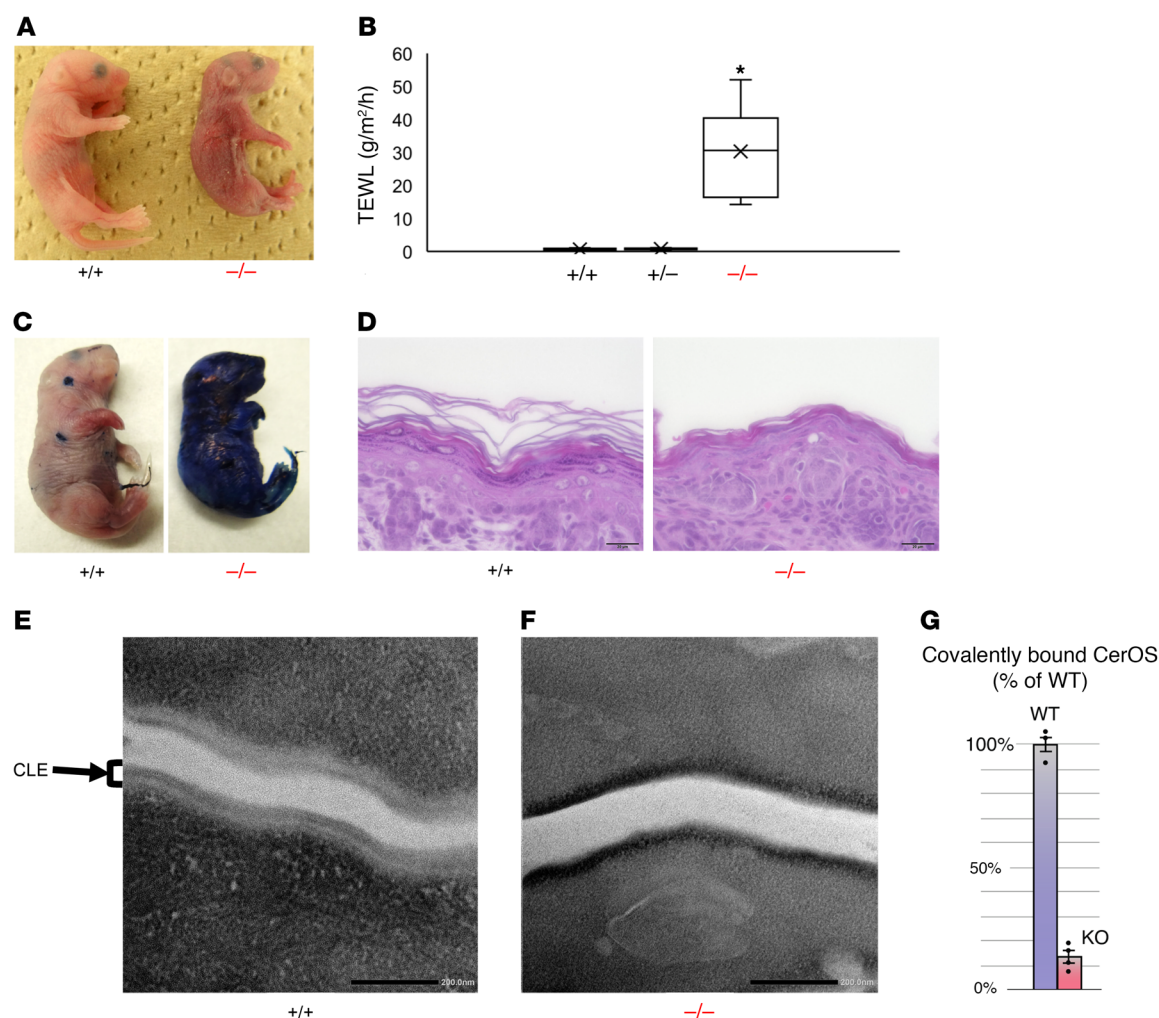 A
+/+
–/–
B
TEWL (g/m²/h)
60
50
40
30
20
10
0
*
+/+
+/–
–/–
C
+/+
–/–
D
+/+
–/–
E
CLE
200.0nm
+/+
F
200.0nm
–/–
G
Covalently bound CerOS
(% of WT)
WT
100%
50%
KO
0%